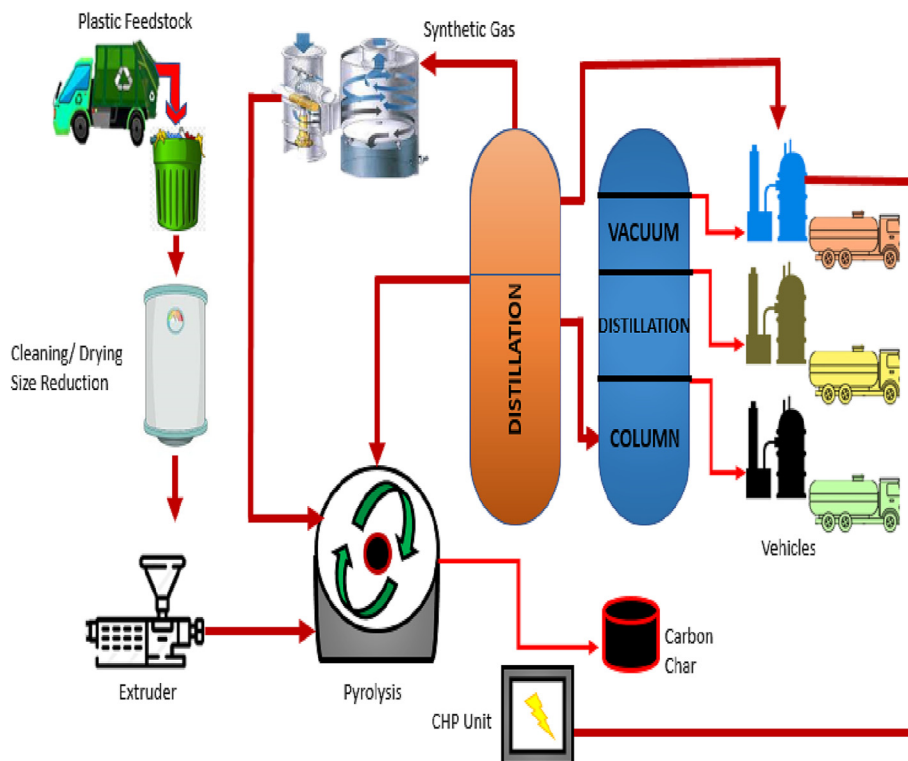 Plastic Feedstock
Synthetic Gas
VACUUM
DISTILLATION
DISTILLATION
COLUMN
Cleaning/ Drying
Size Reduction
Vehicles
Extruder
Pyrolysis
Carbon
Char
CHP Unit